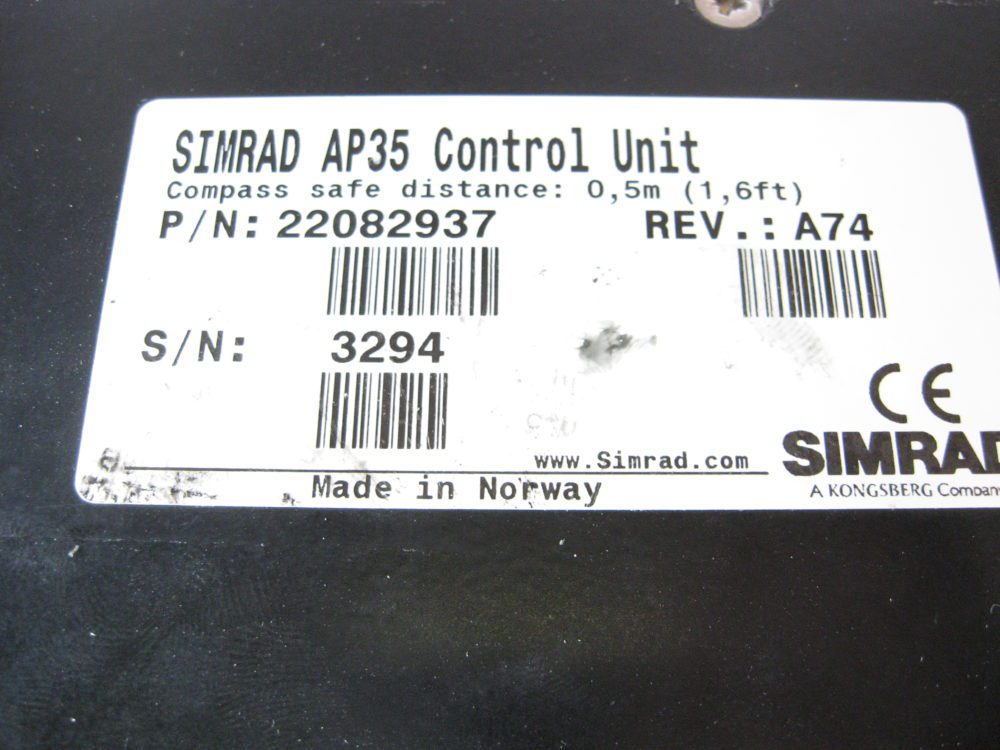 SIMRAD AP35 Control Unit
Compass safe distance: 0,5m (1,6ft)
P/N: 22082937 REV.: A74
S/N: 3294
CE
www.Simrad.com SIMRAD
Made in Norway A KONGSBERG Company